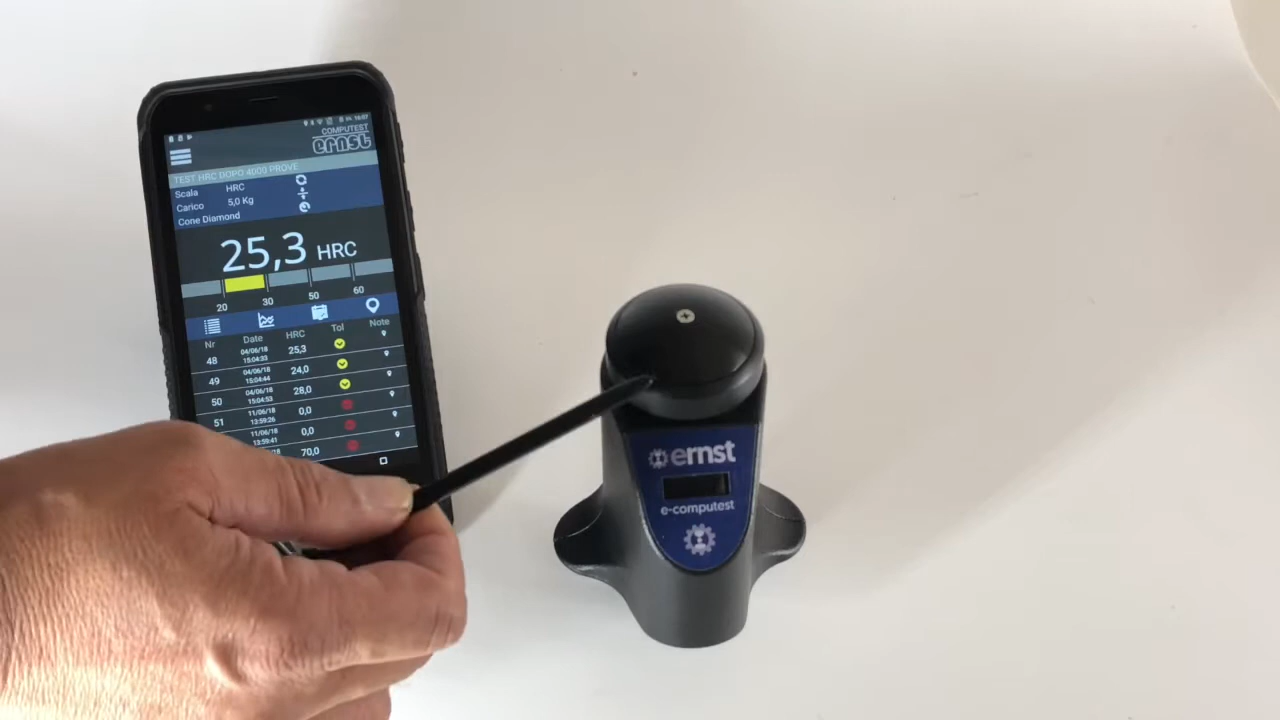 16:07
COMPUTEST
ernst
TEST HRC DOPO 4000 PROVE
Scala HRC
Carico 5,0 Kg
Cone Diamond
25,3 HRC
20 30 50 60
Nr Date HRC Tol Note
48 04/06/18 15:04:33 25,3
49 04/06/18 15:04:44 24,0
50 04/06/18 15:04:53 28,0
51 11/06/18 13:59:26 0,0
11/06/18 13:59:41 0,0
70,0
ernst
e-computest